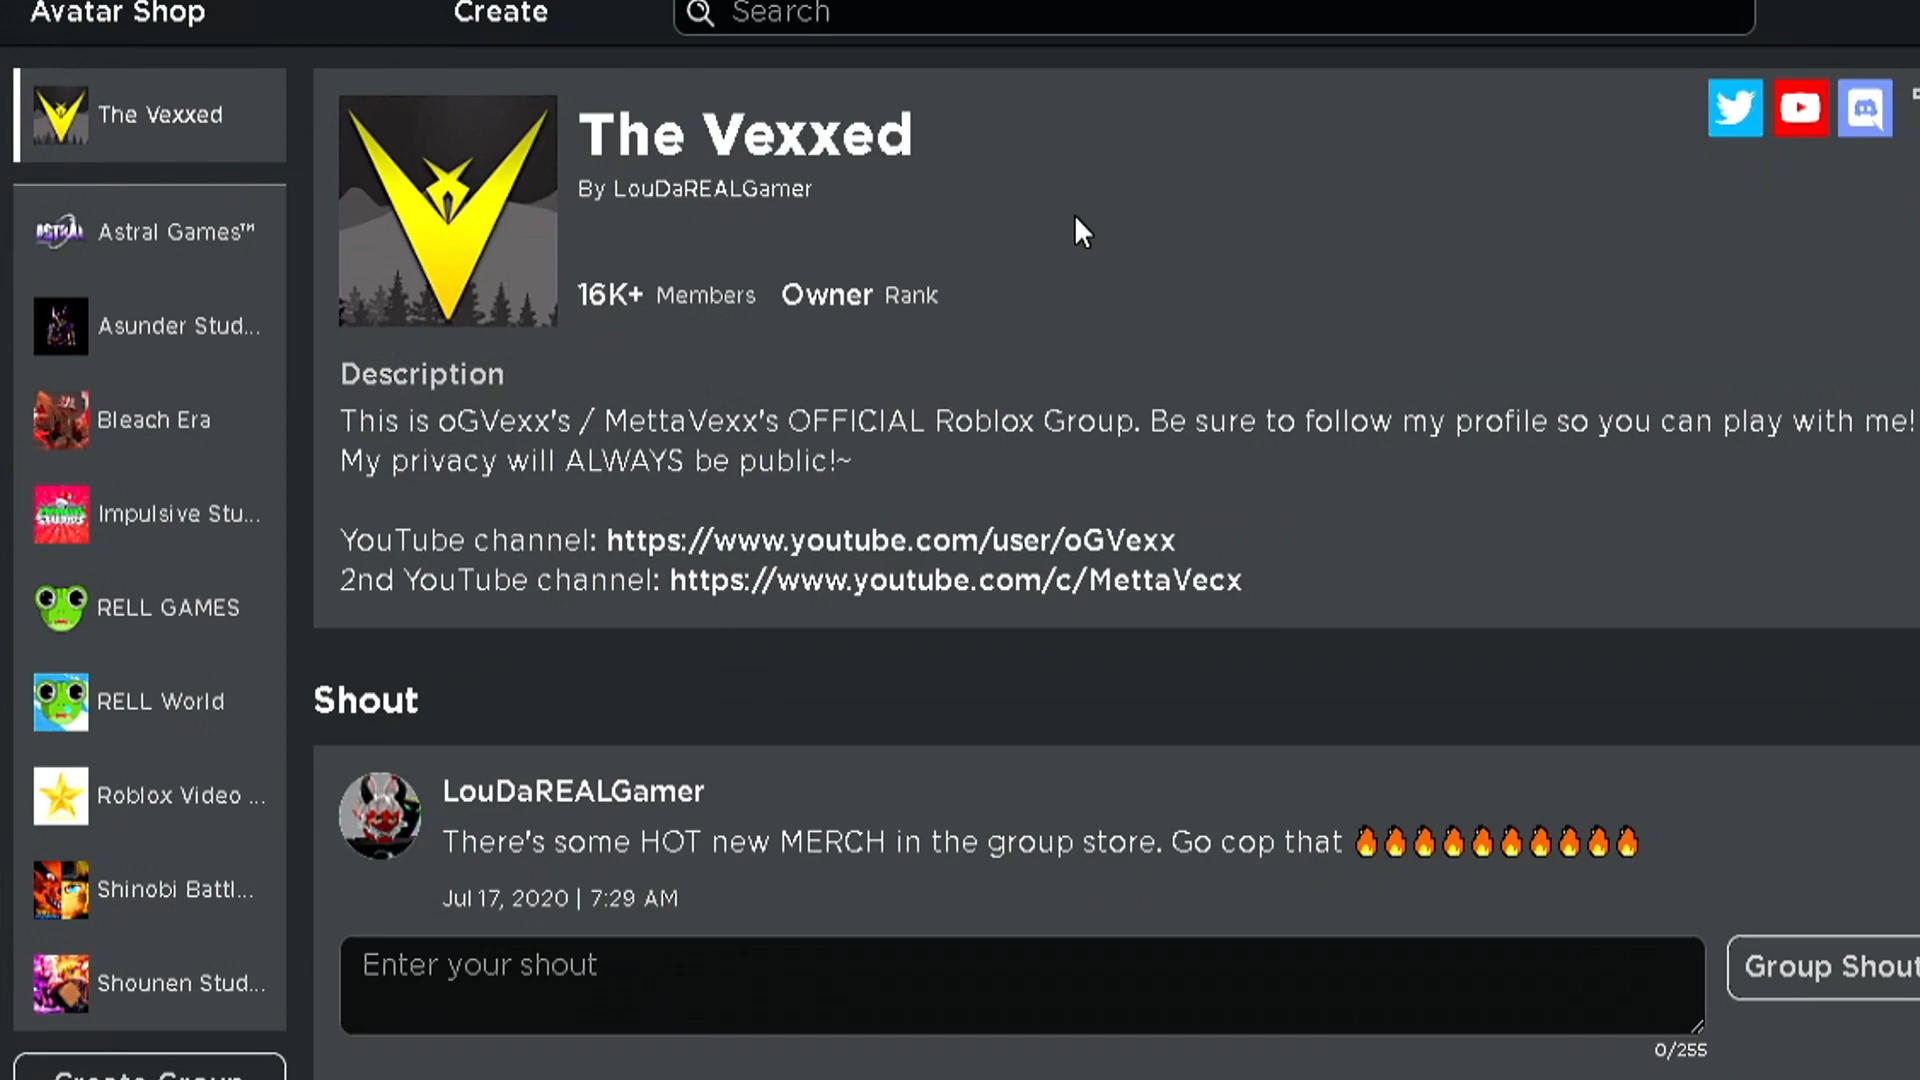 Avatar Shop
Create
Search
The Vexxed
Astral Games™
Asunder Stud...
Bleach Era
Impulsive Stu...
RELL GAMES
RELL World
Roblox Video ...
Shinobi Battl...
Shounen Stud...
Create Group
The Vexxed
By LouDaREALGamer
16K+ Members Owner Rank
Description
This is oGVexx's / MettaVexx's OFFICIAL Roblox Group. Be sure to follow my profile so you can play with me!
My privacy will ALWAYS be public!~
YouTube channel: https://www.youtube.com/user/oGVexx
2nd YouTube channel: https://www.youtube.com/c/MettaVecx
Shout
LouDaREALGamer
There's some HOT new MERCH in the group store. Go cop that 🔥🔥🔥🔥🔥🔥🔥🔥🔥🔥
Jul 17, 2020 | 7:29 AM
Enter your shout
Group Shout
0/255